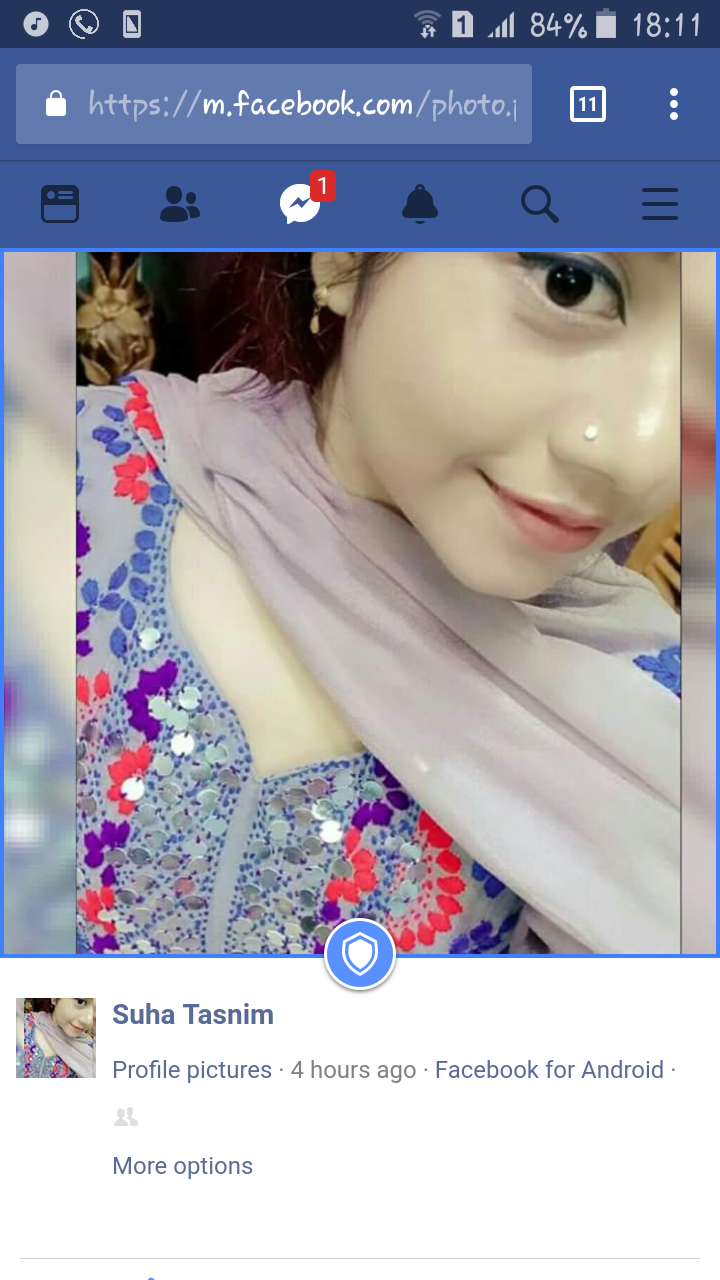 1 84% 18:11
https://m.facebook.com/photo.p
11
1
Suha Tasnim
Profile pictures · 4 hours ago · Facebook for Android ·
More options